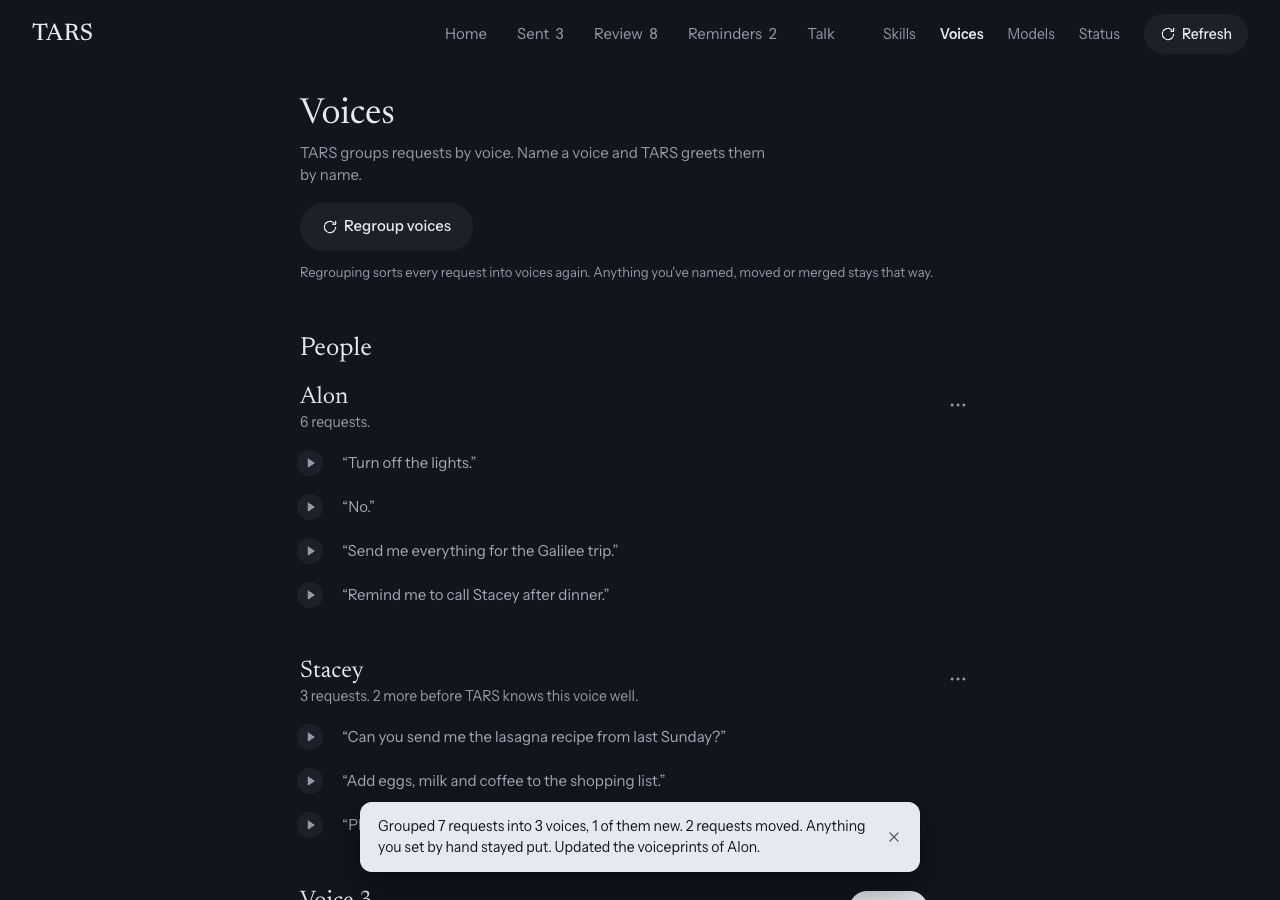 TARS
Home
Sent 3
Review 8
Reminders 2
Talk
Skills
Voices
Models
Status
Refresh
Voices
TARS groups requests by voice. Name a voice and TARS greets them
by name.
Regroup voices
Regrouping sorts every request into voices again. Anything you've named, moved or merged stays that way.
People
Alon
6 requests.
“Turn off the lights.”
“No.”
“Send me everything for the Galilee trip.”
“Remind me to call Stacey after dinner.”
Stacey
3 requests. 2 more before TARS knows this voice well.
“Can you send me the lasagna recipe from last Sunday?”
“Add eggs, milk and coffee to the shopping list.”
Grouped 7 requests into 3 voices, 1 of them new. 2 requests moved. Anything
you set by hand stayed put. Updated the voiceprints of Alon.
Voice 3